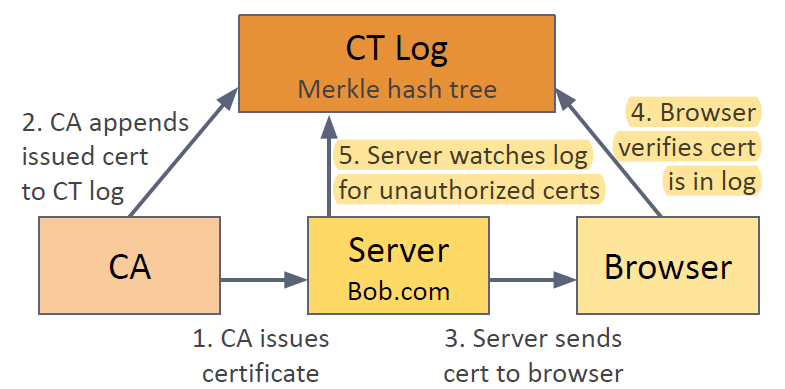 CT Log
Merkle hash tree
2. CA appends
issued cert
to CT log
5. Server watches log
for unauthorized certs
4. Browser
verifies cert
is in log
CA
Server
Bob.com
Browser
1. CA issues
certificate
3. Server sends
cert to browser